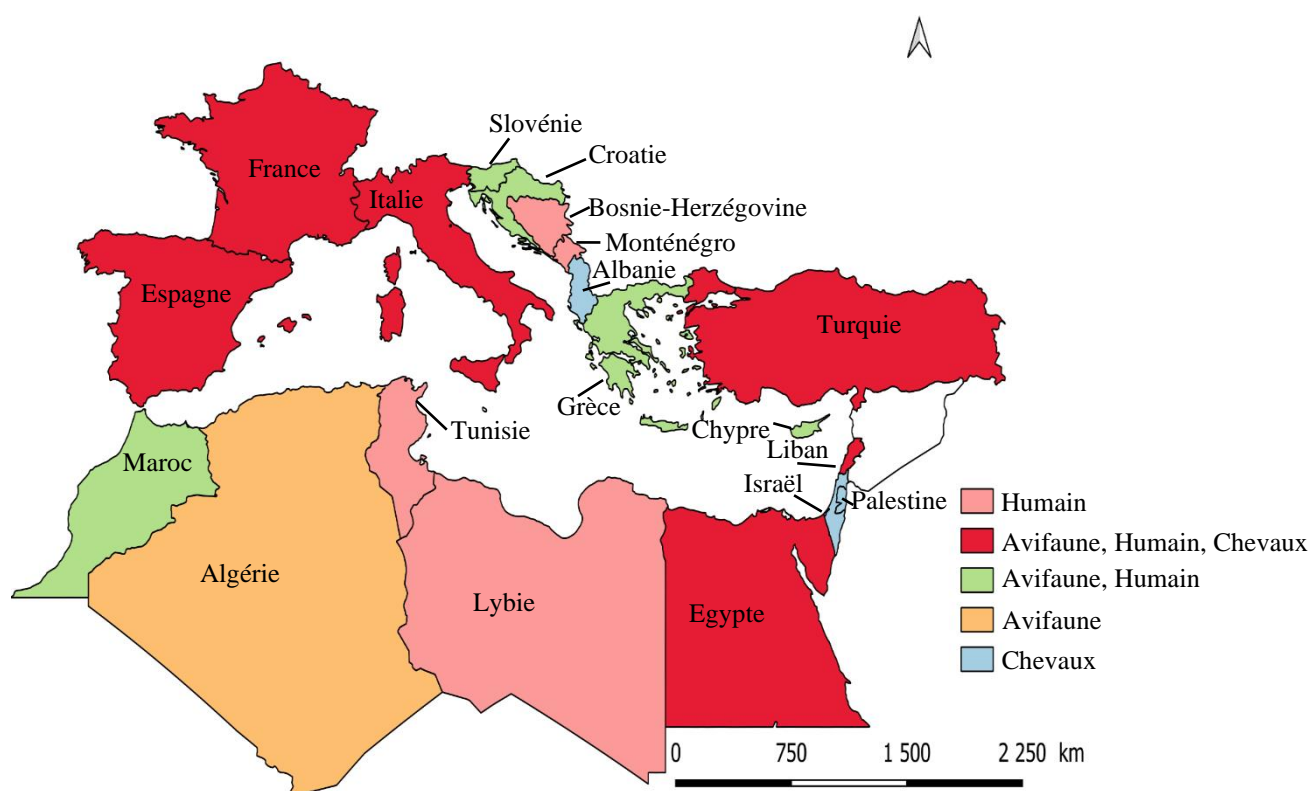 Slovénie
Croatie
France
Italie
Bosnie-Herzégovine
Monténégro
Albanie
Espagne
Turquie
Grèce
Chypre
Tunisie
Liban
Maroc
Israël
Palestine
Humain
Avifaune, Humain, Chevaux
Algérie
Avifaune, Humain
Lybie
Egypte
Avifaune
Chevaux
0 750 1 500 2 250 km